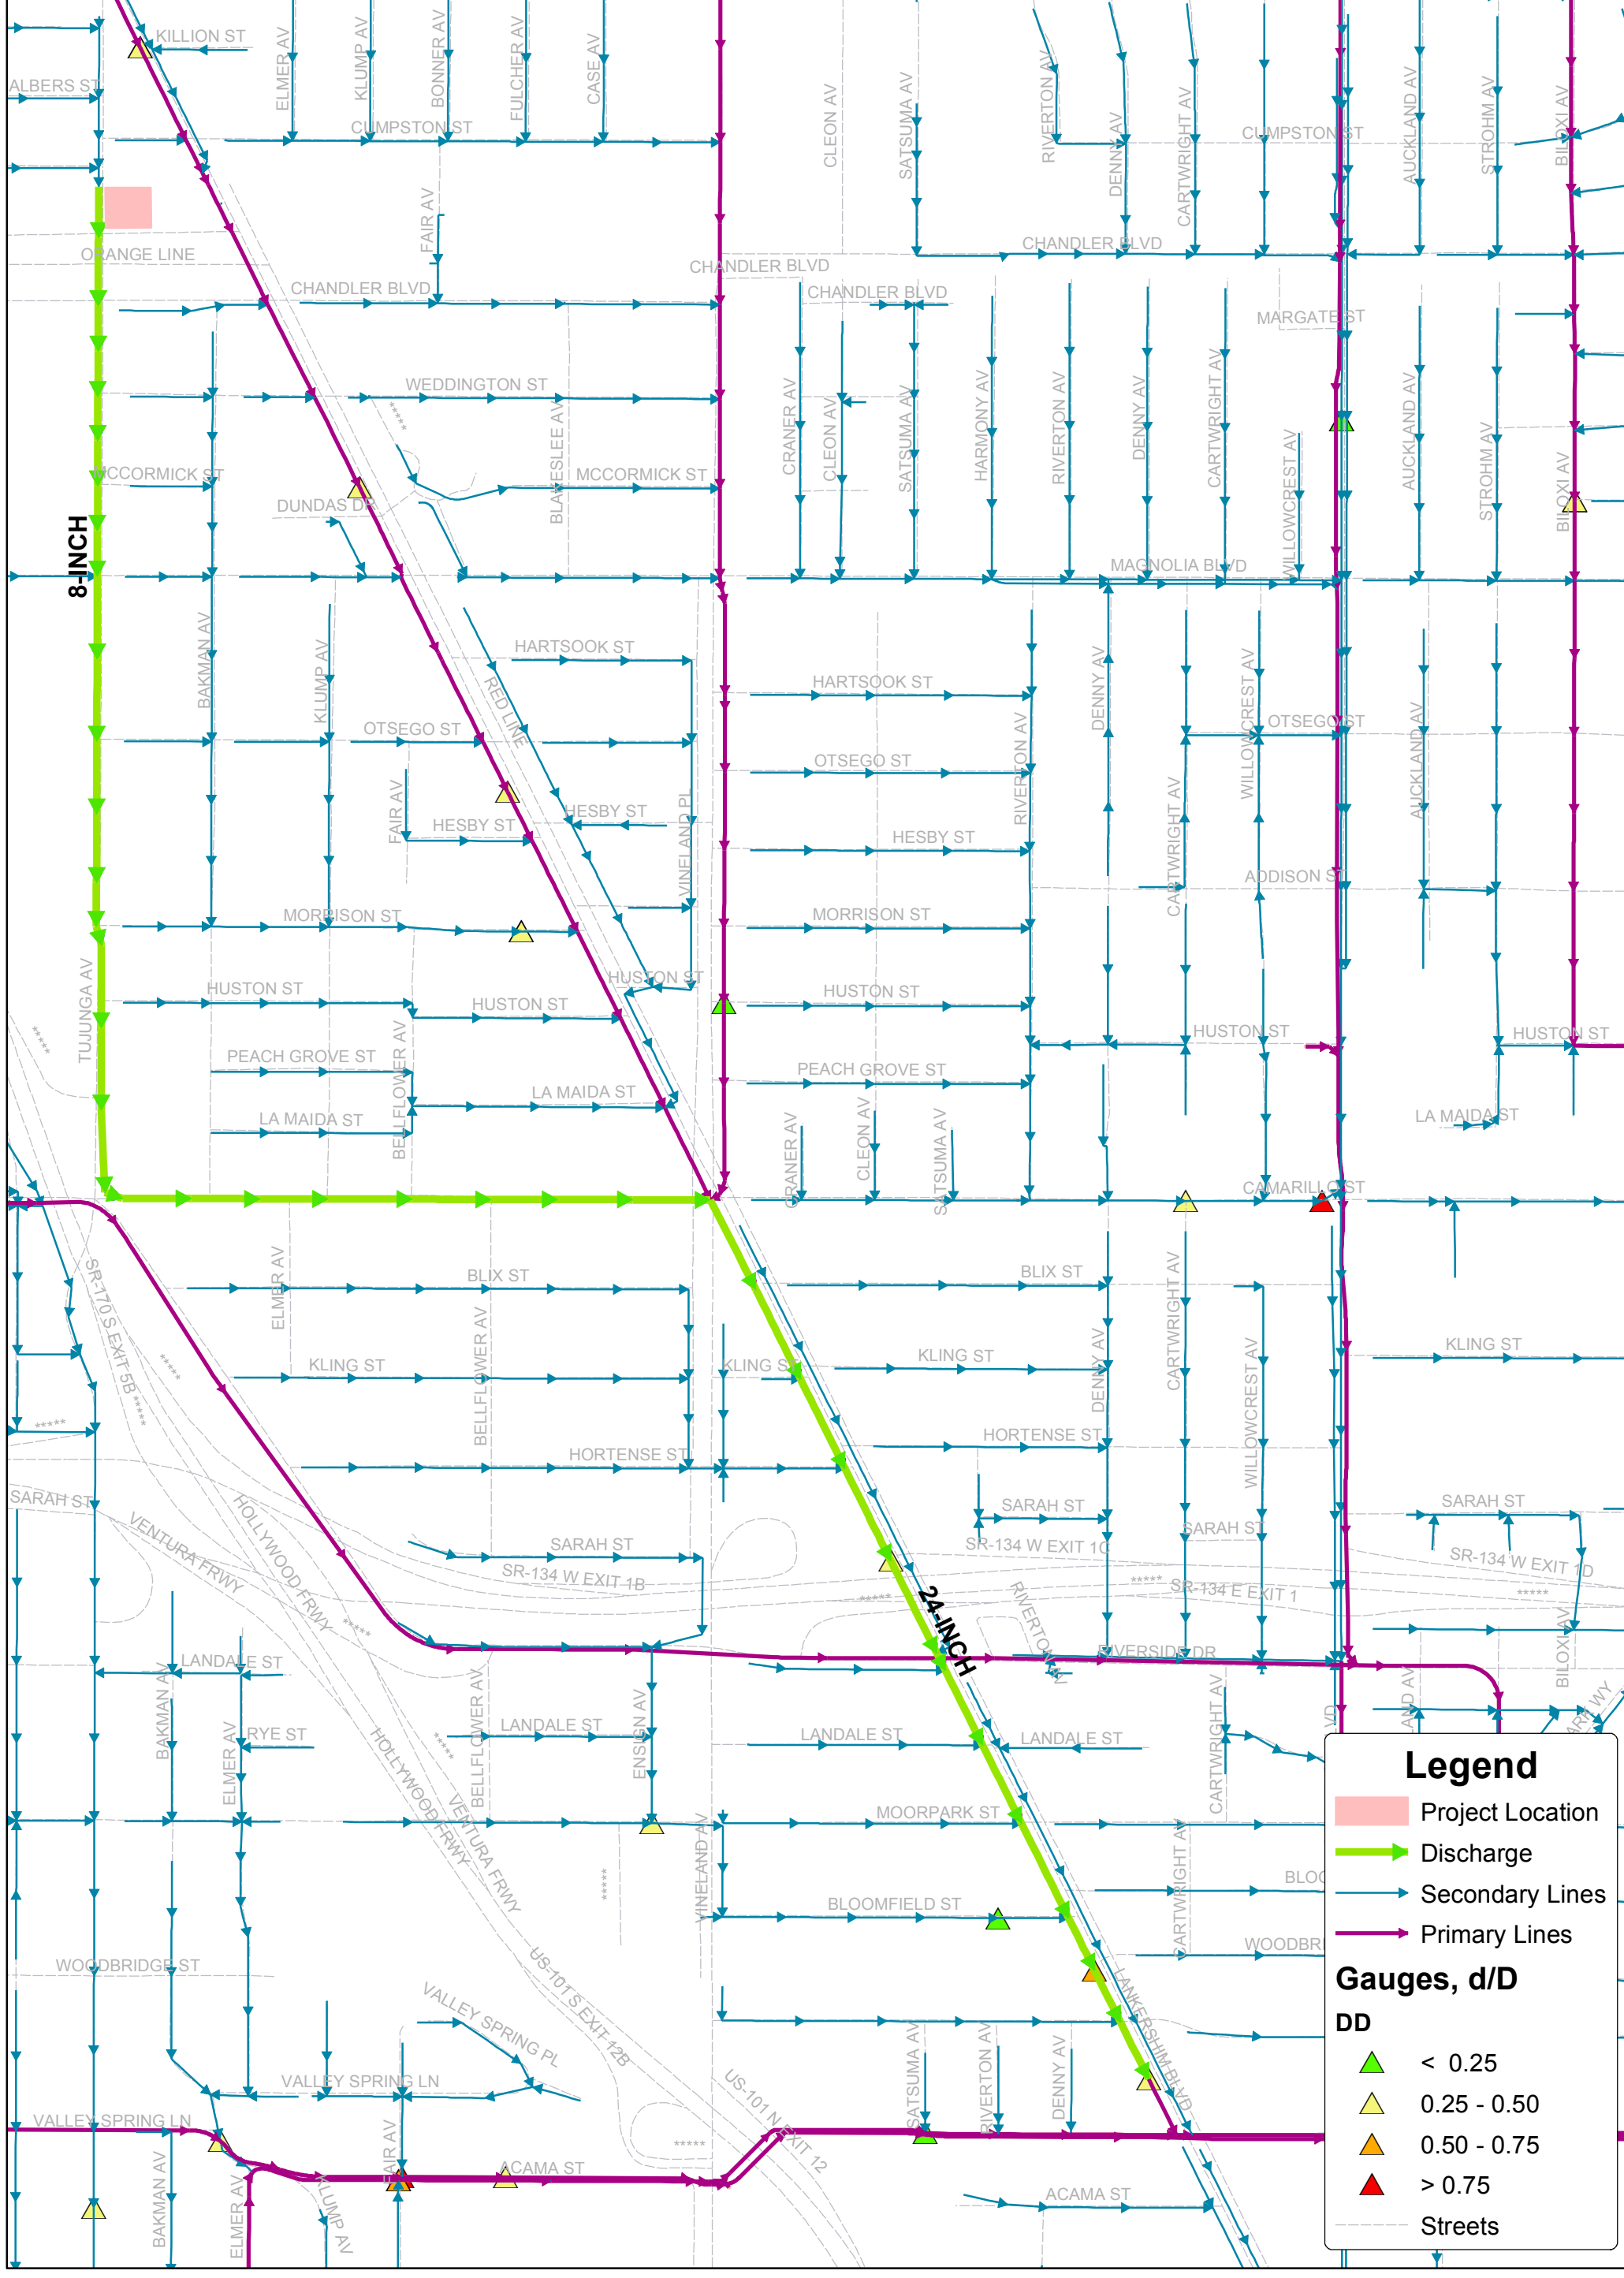 KILLION ST
ALBERS ST
ELMER AV
KLUMP AV
BONNER AV
FULCHER AV
CASE AV
CUMPSTON ST
CLEON AV
SATSUMA AV
RIVERTON AV
DENNY AV
CARTWRIGHT AV
CUMPSTON ST
AUCKLAND AV
STROHM AV
BILOXI AV
FAIR AV
ORANGE LINE
CHANDLER BLVD
CHANDLER BLVD
CHANDLER BLVD
CHANDLER BLVD
MARGATE ST
WEDDINGTON ST
*****
BLAKESLEE AV
CRANER AV
CLEON AV
SATSUMA AV
HARMONY AV
RIVERTON AV
DENNY AV
CARTWRIGHT AV
WILLOWCREST AV
AUCKLAND AV
STROHM AV
BILOXI AV
MCCORMICK ST
MCCORMICK ST
DUNDAS DR
8-INCH
MAGNOLIA BLVD
BAKMAN AV
KLUMP AV
HARTSOOK ST
RED LINE
HARTSOOK ST
DENNY AV
WILLOWCREST AV
OTSEGO ST
OTSEGO ST
OTSEGO ST
RIVERTON AV
CARTWRIGHT AV
AUCKLAND AV
FAIR AV
HESBY ST
HESBY ST
VINELAND PL
HESBY ST
ADDISON ST
MORRISON ST
MORRISON ST
TUJUNGA AV
HUSTON ST
HUSTON ST
HUSTON ST
HUSTON ST
HUSTON ST
HUSTON ST
*****
BELLFLOWER AV
PEACH GROVE ST
PEACH GROVE ST
LA MAIDA ST
LA MAIDA ST
LA MAIDA ST
CRANER AV
CLEON AV
SATSUMA AV
CAMARILLO ST
SR-170 S EXIT 5B
ELMER AV
BLIX ST
BLIX ST
BELLFLOWER AV
KLING ST
KLING ST
KLING ST
KLING ST
DENNY AV
CARTWRIGHT AV
WILLOWCREST AV
*****
*****
*****
HORTENSE ST
HORTENSE ST
SARAH ST
SARAH ST
SARAH ST
SARAH ST
SARAH ST
VENTURA FRWY
HOLLYWOOD FRWY
*****
SR-134 W EXIT 1B
SR-134 W EXIT 1C
SR-134 W EXIT 1D
SR-134 E EXIT 1
*****
*****
*****
24-INCH
RIVERTON AV
RIVERSIDE DR
BILOXI AV
LANDALE ST
BAKMAN AV
ELMER AV
RYE ST
BELLFLOWER AV
LANDALE ST
ENSIGN AV
LANDALE ST
LANDALE ST
CARTWRIGHT AV
HOLLYWOOD FRWY
*****
VENTURA FRWY
MOORPARK ST
VINELAND AV
*****
CARTWRIGHT AV
BLOOMFIELD ST
WOODBRIDGE ST
US-101 S EXIT 12B
VALLEY SPRING PL
VALLEY SPRING LN
VALLEY SPRING LN
LANKERSHIM BLVD
SATSUMA AV
RIVERTON AV
DENNY AV
US-101 N EXIT 12
*****
FAIR AV
ACAMA ST
ACAMA ST
BAKMAN AV
ELMER AV
KLUMP AV
Legend
Project Location
Discharge
Secondary Lines
Primary Lines
Gauges, d/D
DD
< 0.25
0.25 - 0.50
0.50 - 0.75
> 0.75
Streets